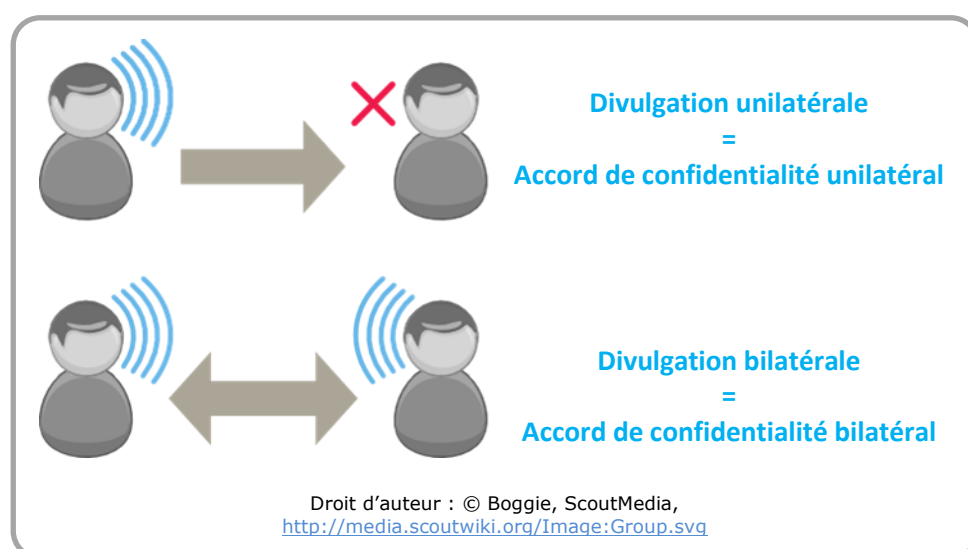 Divulgation unilatérale
=
Accord de confidentialité unilatéral
Divulgation bilatérale
=
Accord de confidentialité bilatéral
Droit d’auteur : © Boggie, ScoutMedia,
http://media.scoutwiki.org/Image:Group.svg